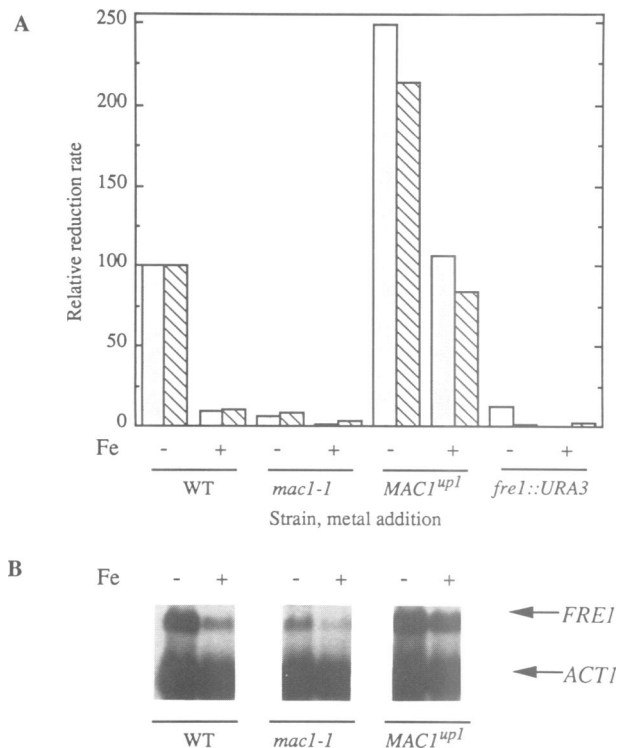 A
250
200
150
100
50
0
Relative reduction rate
Fe - + - + - + - +
WT mac1-1 MAC1up1 fre1::URA3
Strain, metal addition
B
Fe - + - + - +
FRE1
ACT1
WT mac1-1 MAC1up1